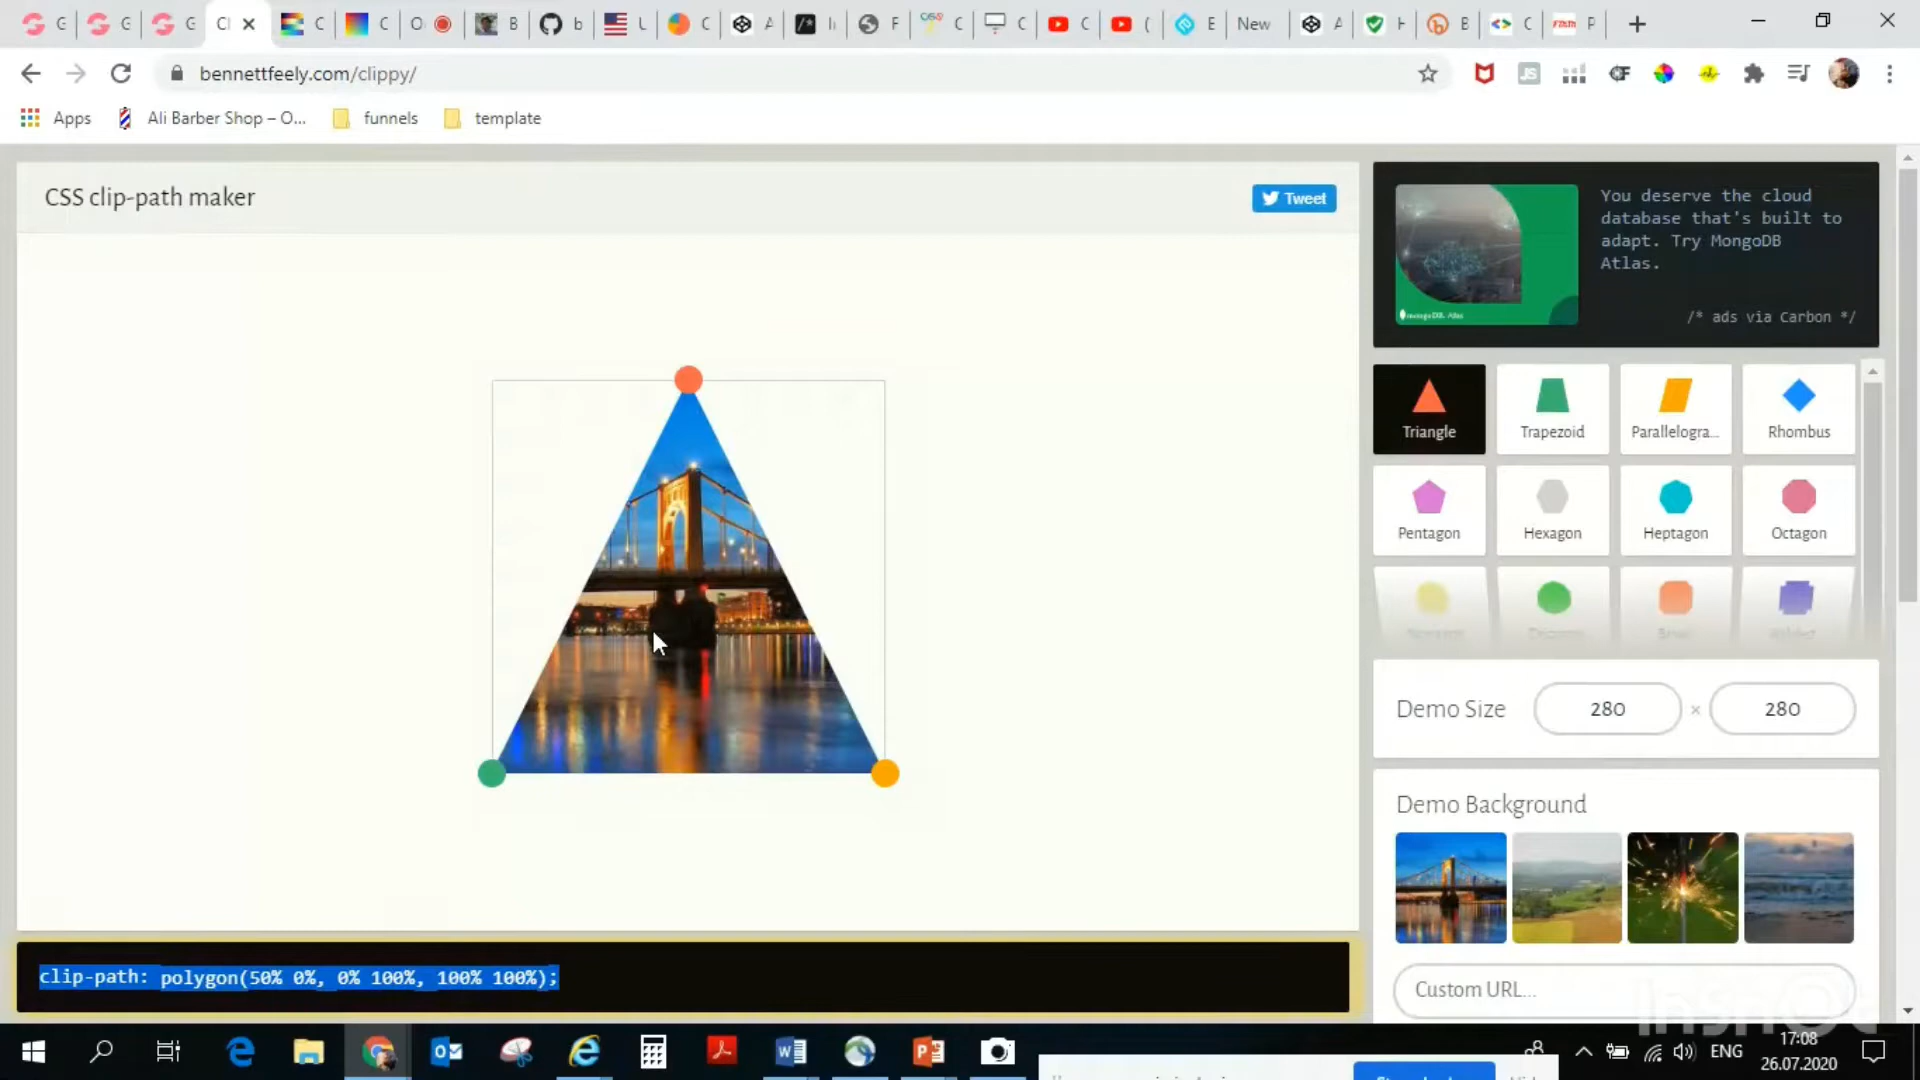 bennettfeely.com/clippy/
Apps
Ali Barber Shop – O...
funnels
template
New
CSS clip-path maker
Tweet
You deserve the cloud
database that's built to
adapt. Try MongoDB
Atlas.
/* ads via Carbon */
Triangle
Trapezoid
Parallelogra...
Rhombus
Pentagon
Hexagon
Heptagon
Octagon
Demo Size
280
×
280
Demo Background
clip-path: polygon(50% 0%, 0% 100%, 100% 100%);
Custom URL...
ENG
17:08
26.07.2020